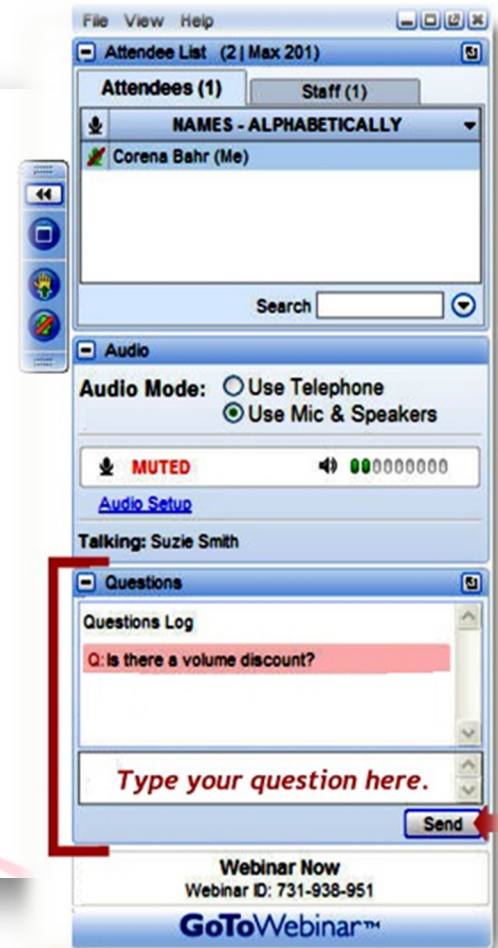 File View Help
Attendee List (2 | Max 201)
Attendees (1) Staff (1)
NAMES - ALPHABETICALLY
Corena Bahr (Me)
Search
Audio
Audio Mode: Use Telephone
Use Mic & Speakers
MUTED
Audio Setup
Talking: Suzie Smith
Questions
Questions Log
Q: Is there a volume discount?
Type your question here.
Send
Webinar Now
Webinar ID: 731-938-951
GoToWebinar™